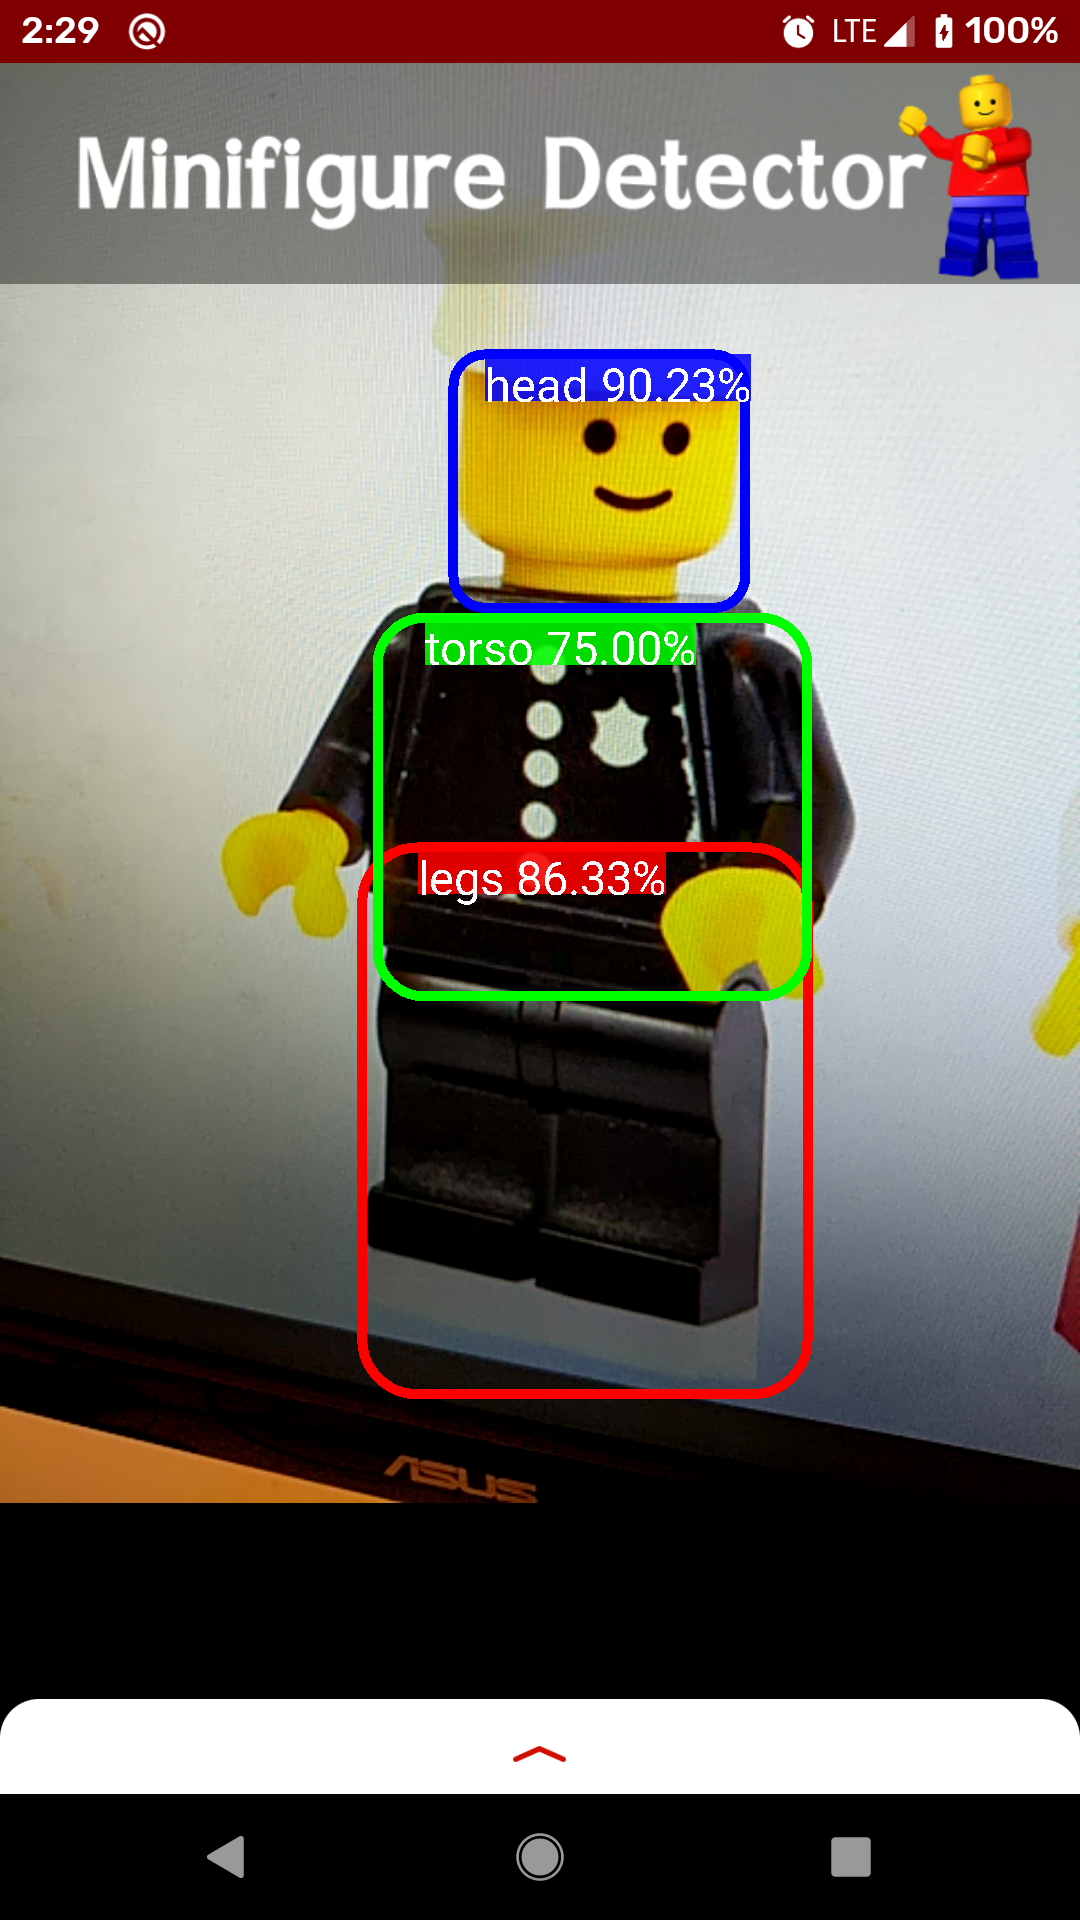 2:29 LTE 100%
Minifigure Detector
head 90.23%
torso 75.00%
legs 86.33%
ASUS